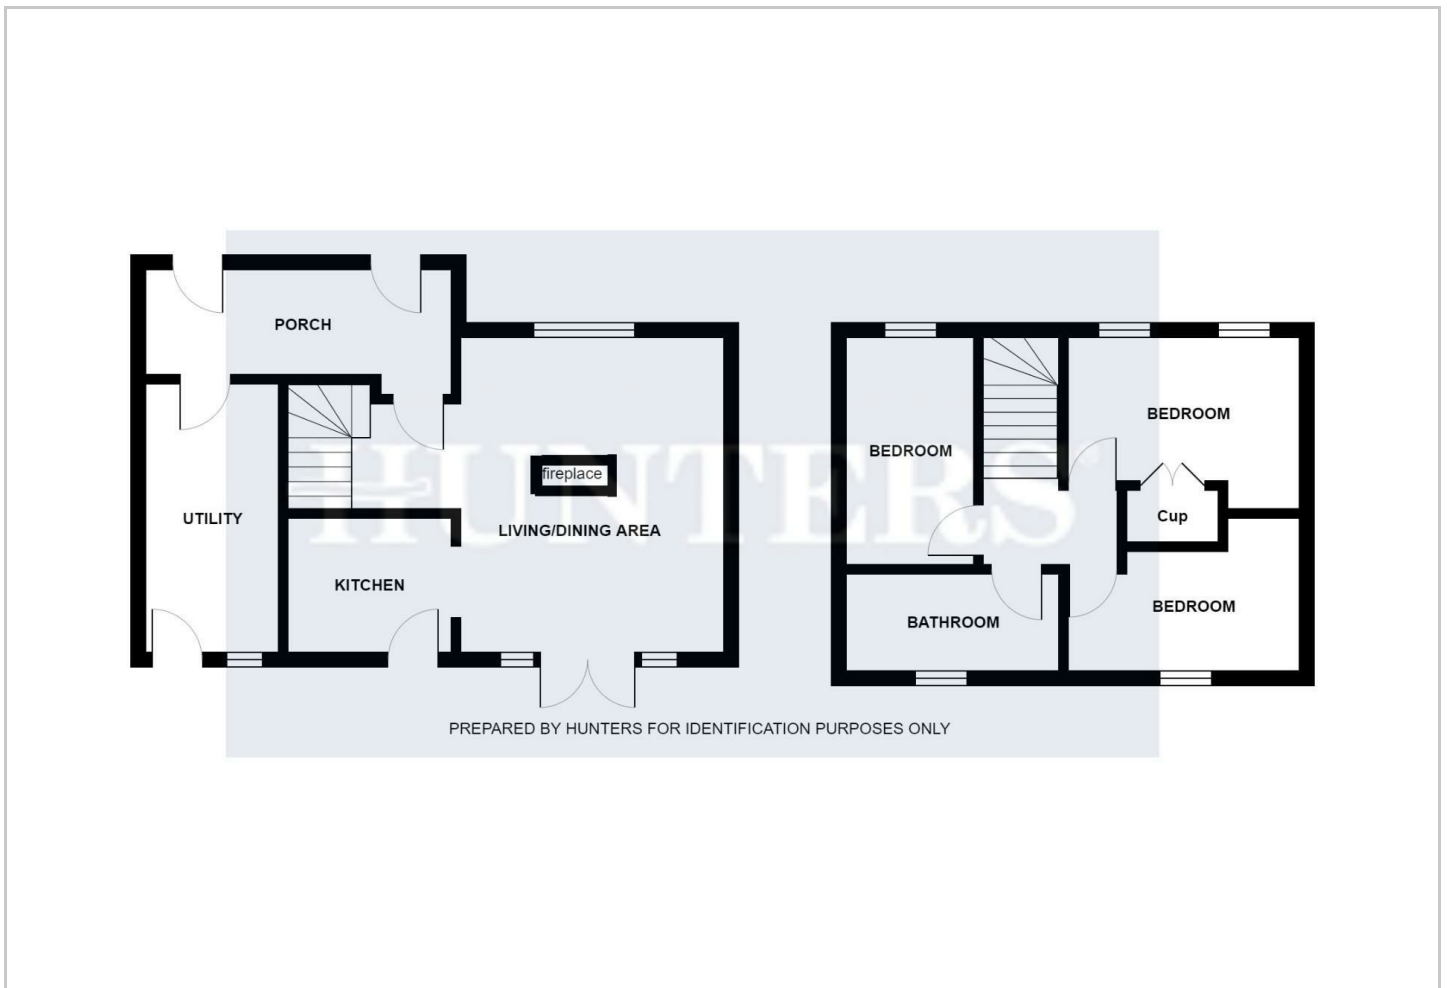 PORCH
fireplace
LIVING/DINING AREA
UTILITY
KITCHEN
BEDROOM
BEDROOM
Cup
BEDROOM
BATHROOM
HUNTERS
PREPARED BY HUNTERS FOR IDENTIFICATION PURPOSES ONLY